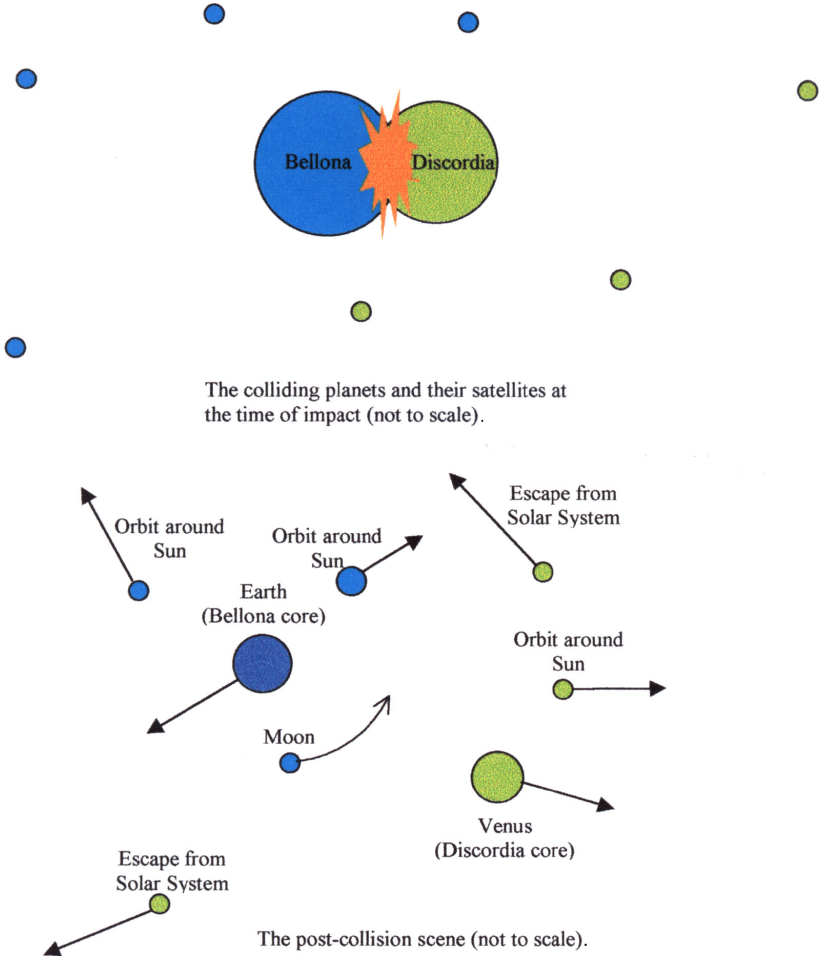 Bellona
Discordia
The colliding planets and their satellites at
the time of impact (not to scale).
Escape from
Solar System
Orbit around
Sun
Orbit around
Sun
Earth
(Bellona core)
Orbit around
Sun
Moon
Venus
(Discordia core)
Escape from
Solar System
The post-collision scene (not to scale).